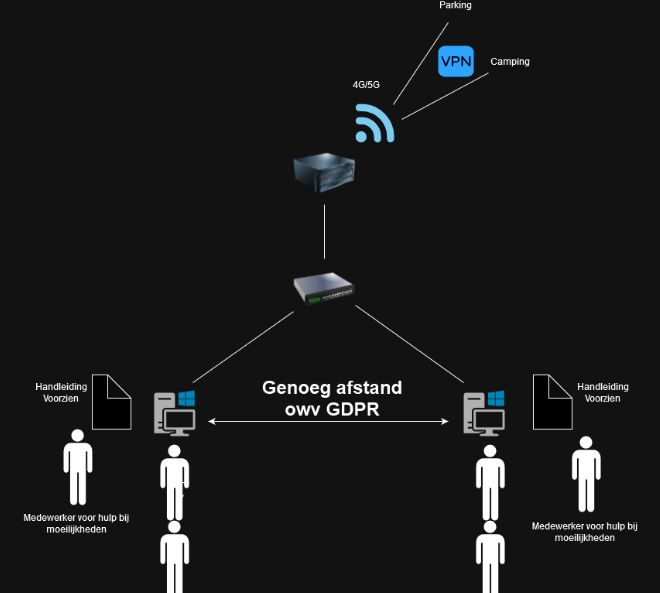 Parking
VPN
Camping
4G/5G
Genoeg afstand
owv GDPR
Handleiding
Voorzien
Handleiding
Voorzien
Medewerker voor hulp bij
moeilijkheden
Medewerker voor hulp bij
moeilijkheden